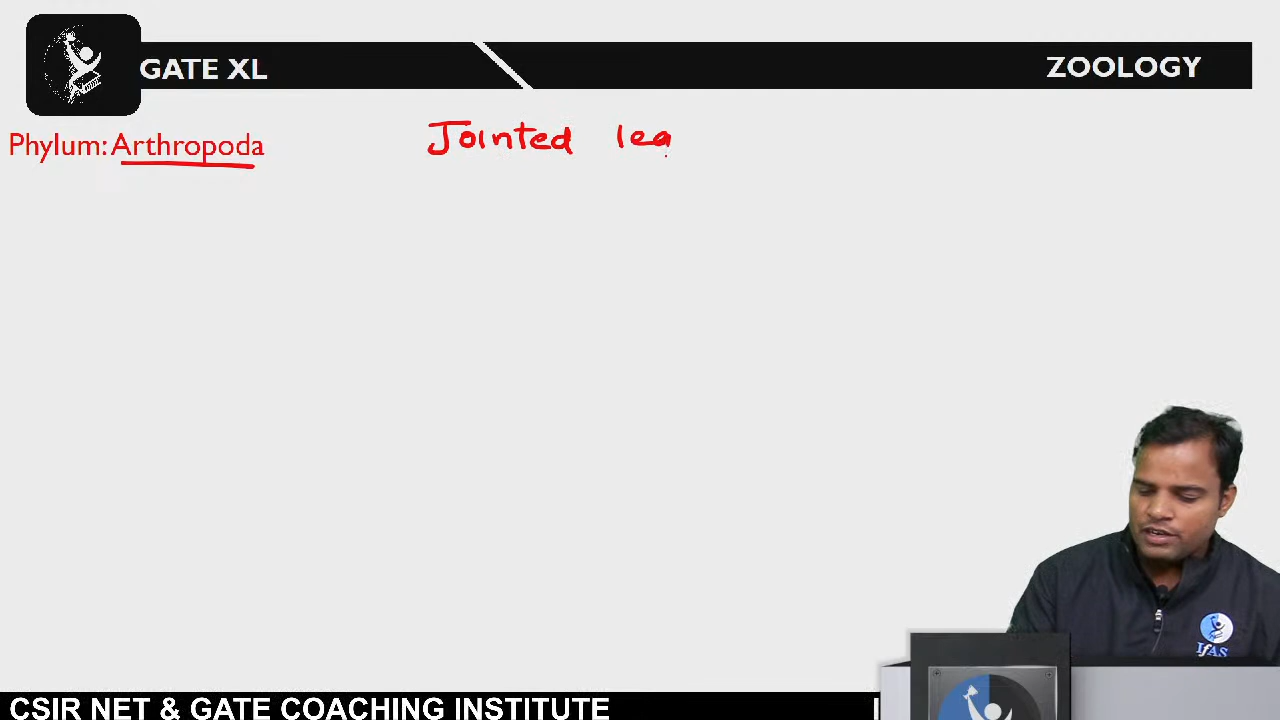 GATE XL
ZOOLOGY
Phylum: Arthropoda
Jointed lea
IfAS
CSIR NET & GATE COACHING INSTITUTE